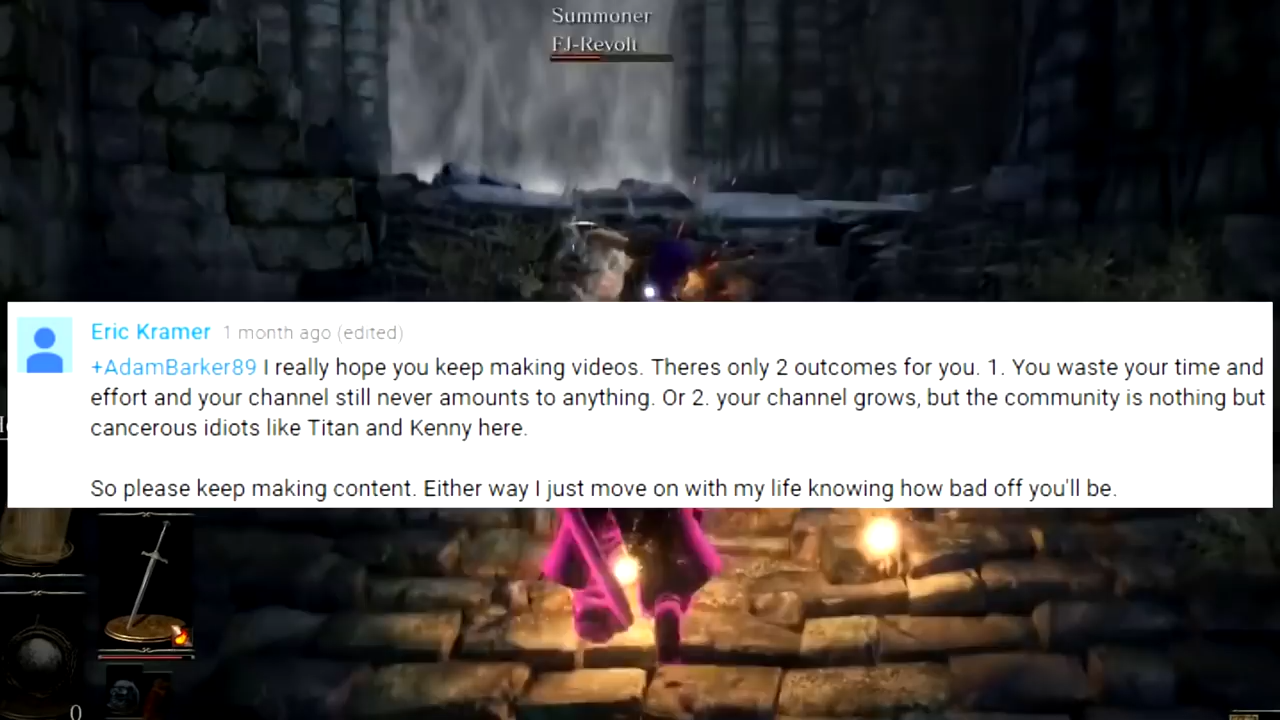 Summoner
FJ-Revolt
Eric Kramer 1 month ago (edited)
+AdamBarker89 I really hope you keep making videos. Theres only 2 outcomes for you. 1. You waste your time and
effort and your channel still never amounts to anything. Or 2. your channel grows, but the community is nothing but
cancerous idiots like Titan and Kenny here.
So please keep making content. Either way I just move on with my life knowing how bad off you'll be.
0